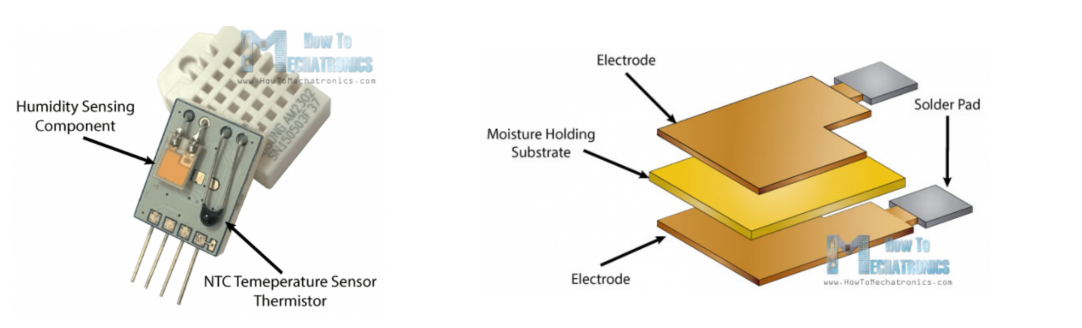 How To
MECHATRONICS
www.HowToMechatronics.com
Humidity Sensing
Component
AM2302
NTC Temeperature Sensor
Thermistor
Electrode
Solder Pad
Moisture Holding
Substrate
Electrode
How To
MECHATRONICS
www.HowToMechatronics.com